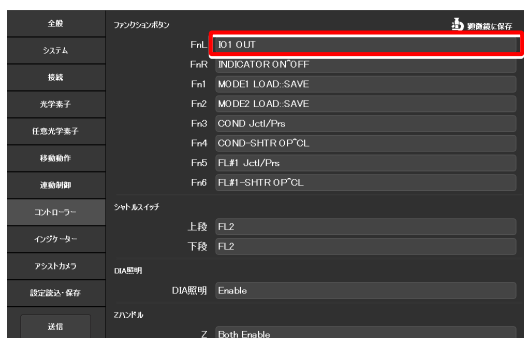 全般
システム
接続
光学素子
任意光学素子
移動動作
連動制御
コントローラー
インジケーター
アシストカメラ
設定読込・保存
送信
ファンクションボタン
顕微鏡に保存
FnL IO1 OUT
FnR INDICATOR ON^OFF
Fn1 MODE1 LOAD::SAVE
Fn2 MODE2 LOAD::SAVE
Fn3 COND Jctl/Prs
Fn4 COND-SHTR OP^CL
Fn5 FL#1 Jctl/Prs
Fn6 FL#1-SHTR OP^CL
シャトルスイッチ
上段 FL2
下段 FL2
DIA照明
DIA照明 Enable
Zハンドル
Z Both Enable